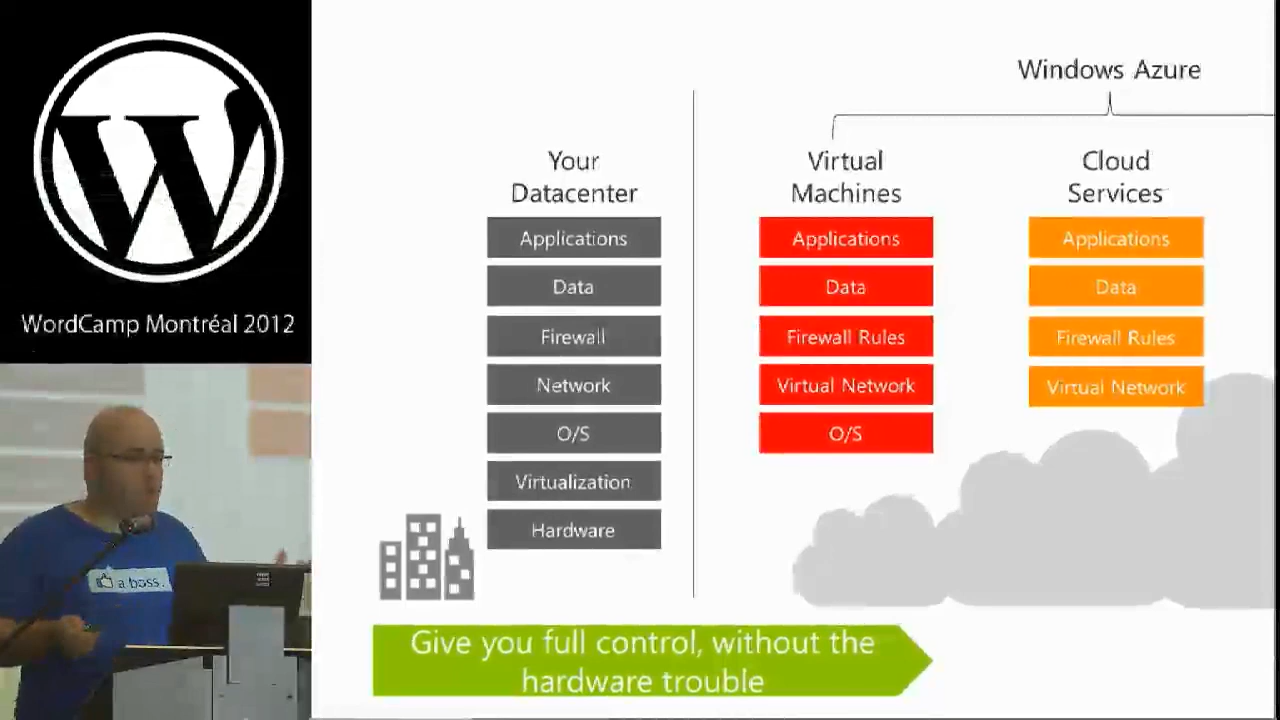 W
WordCamp Montréal 2012
a boss.
Windows Azure
Your
Datacenter
Applications
Data
Firewall
Network
O/S
Virtualization
Hardware
Virtual
Machines
Applications
Data
Firewall Rules
Virtual Network
O/S
Cloud
Services
Applications
Data
Firewall Rules
Virtual Network
Give you full control, without the
hardware trouble